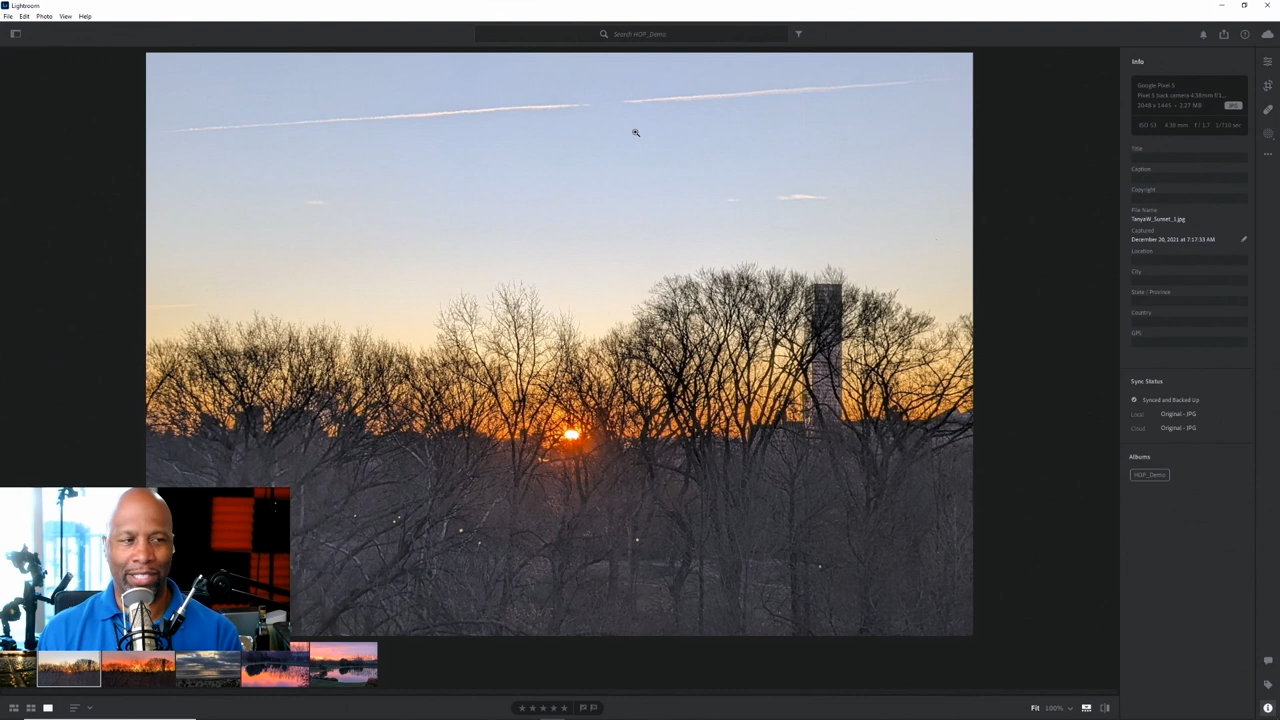 Lightroom
File Edit Photo View Help
Search HOP_Demo
Info
Google Pixel 5
Pixel 5 back camera 4.38mm f/1...
2048 x 1445 - 2.27 MB JPG
ISO 53 4.38 mm f / 1.7 1/710 sec
Title
Caption
Copyright
File Name
TanyaW_Sunset_1.jpg
Captured
December 20, 2021 at 7:17:33 AM
Location
City
State / Province
Country
GPS
Sync Status
Synced and Backed Up
Local Original - JPG
Cloud Original - JPG
Albums
HOP_Demo
Fit 100%